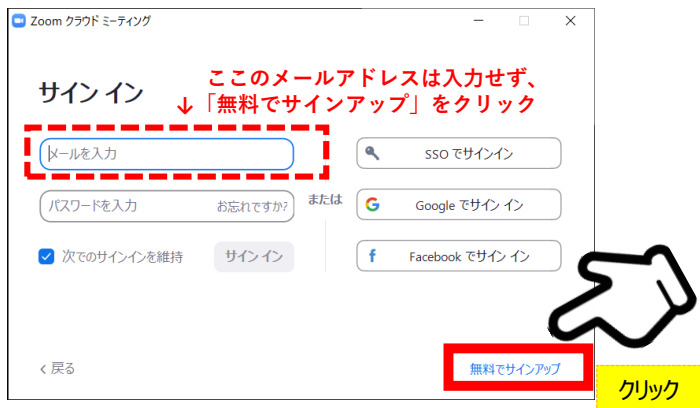 Zoom クラウド ミーティング
サイン イン
ここのメールアドレスは入力せず、
↓「無料でサインアップ」をクリック
メールを入力
SSO でサインイン
パスワードを入力 お忘れですか?
または
Google でサイン イン
次でのサインインを維持
サイン イン
Facebook でサイン イン
戻る
無料でサインアップ
クリック